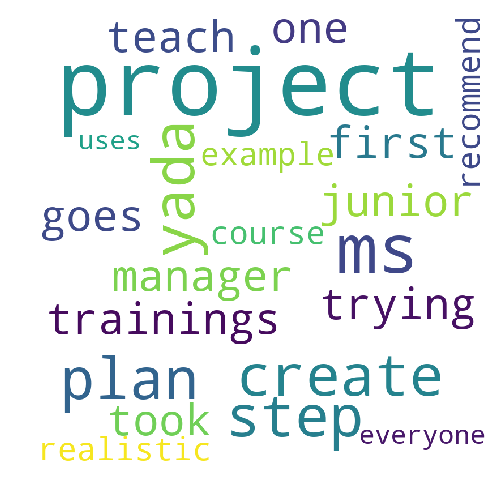 teach one
project
recommend
uses
yada
example
first
junior
goes
course
ms
manager
trying
trainings
plan
create
took
step
everyone
realistic